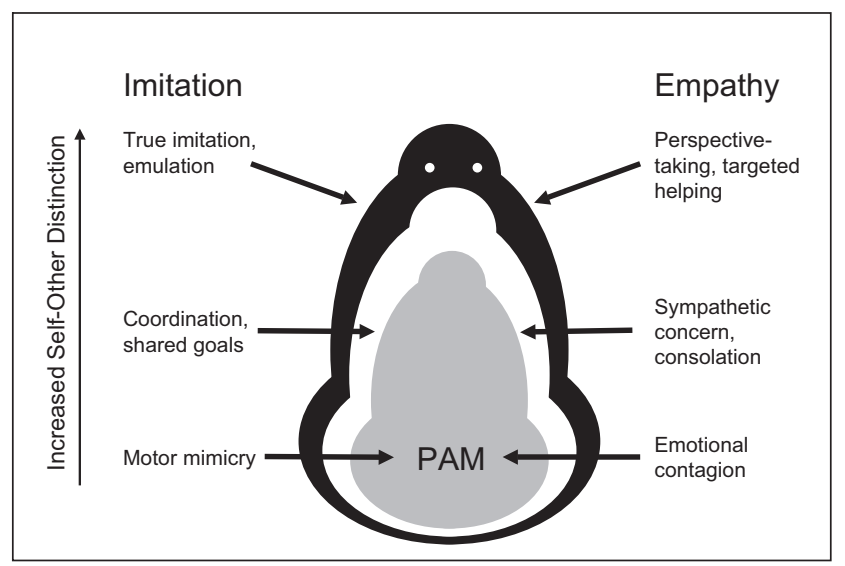 Imitation
Empathy
True imitation,
emulation
Perspective-
taking, targeted
helping
Increased Self-Other Distinction
Coordination,
shared goals
Sympathetic
concern,
consolation
Motor mimicry
PAM
Emotional
contagion